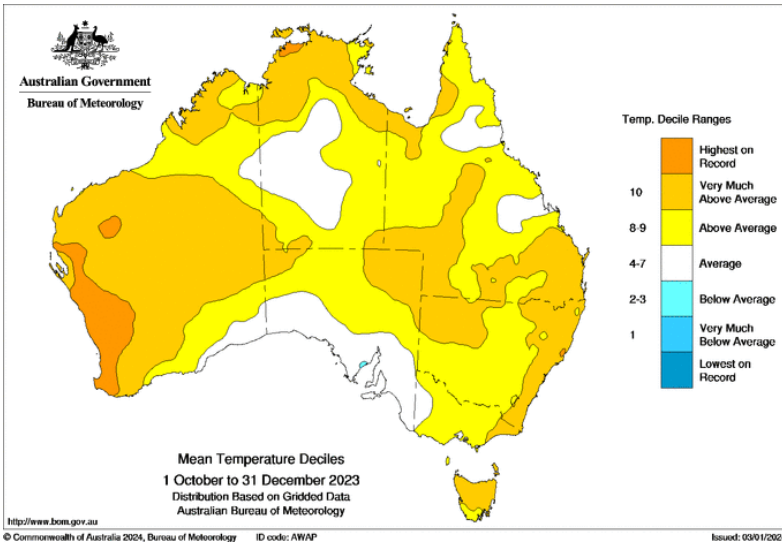 Australian Government
Bureau of Meteorology
Temp. Decile Ranges
Highest on
Record
10
Very Much
Above Average
8-9
Above Average
4-7
Average
2-3
Below Average
1
Very Much
Below Average
Lowest on
Record
Mean Temperature Deciles
1 October to 31 December 2023
Distribution Based on Gridded Data
Australian Bureau of Meteorology
http://www.bom.gov.au
© Commonwealth of Australia 2024, Bureau of Meteorology ID code: AWAP Issued: 03/01/202